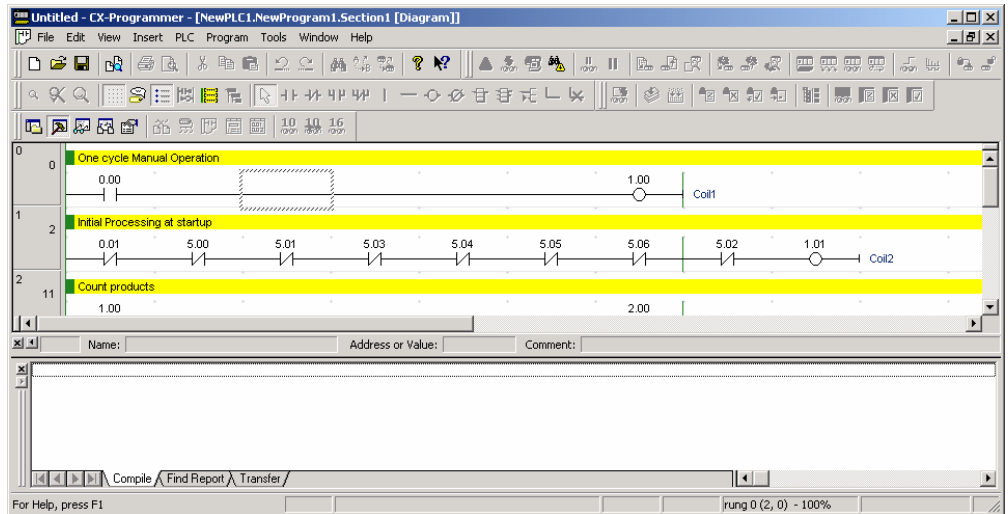 Untitled - CX-Programmer - [NewPLC1.NewProgram1.Section1 [Diagram]]
File Edit View Insert PLC Program Tools Window Help
10 10 16
0 0 One cycle Manual Operation
0.00 1.00
Coil1
1 2 Initial Processing at startup
0.01 5.00 5.01 5.03 5.04 5.05 5.06 5.02 1.01
Coil2
2 11 Count products
1.00 2.00
Name: Address or Value: Comment:
Compile Find Report Transfer
For Help, press F1 rung 0 (2, 0) - 100%